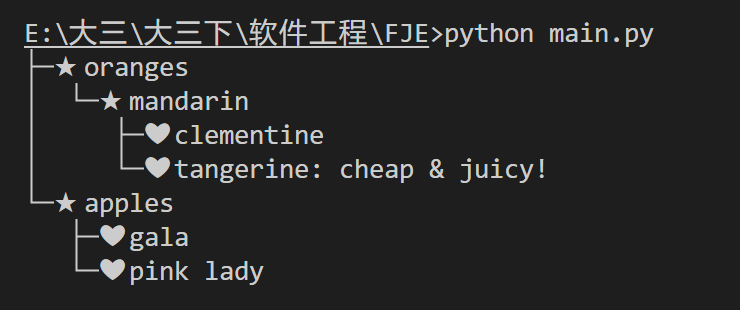 E:\大三\大三下\软件工程\FJE>python main.py
├─★ oranges
│  └─★ mandarin
│     ├─♥clementine
│     └─♥tangerine: cheap & juicy!
└─★ apples
   ├─♥gala
   └─♥pink lady